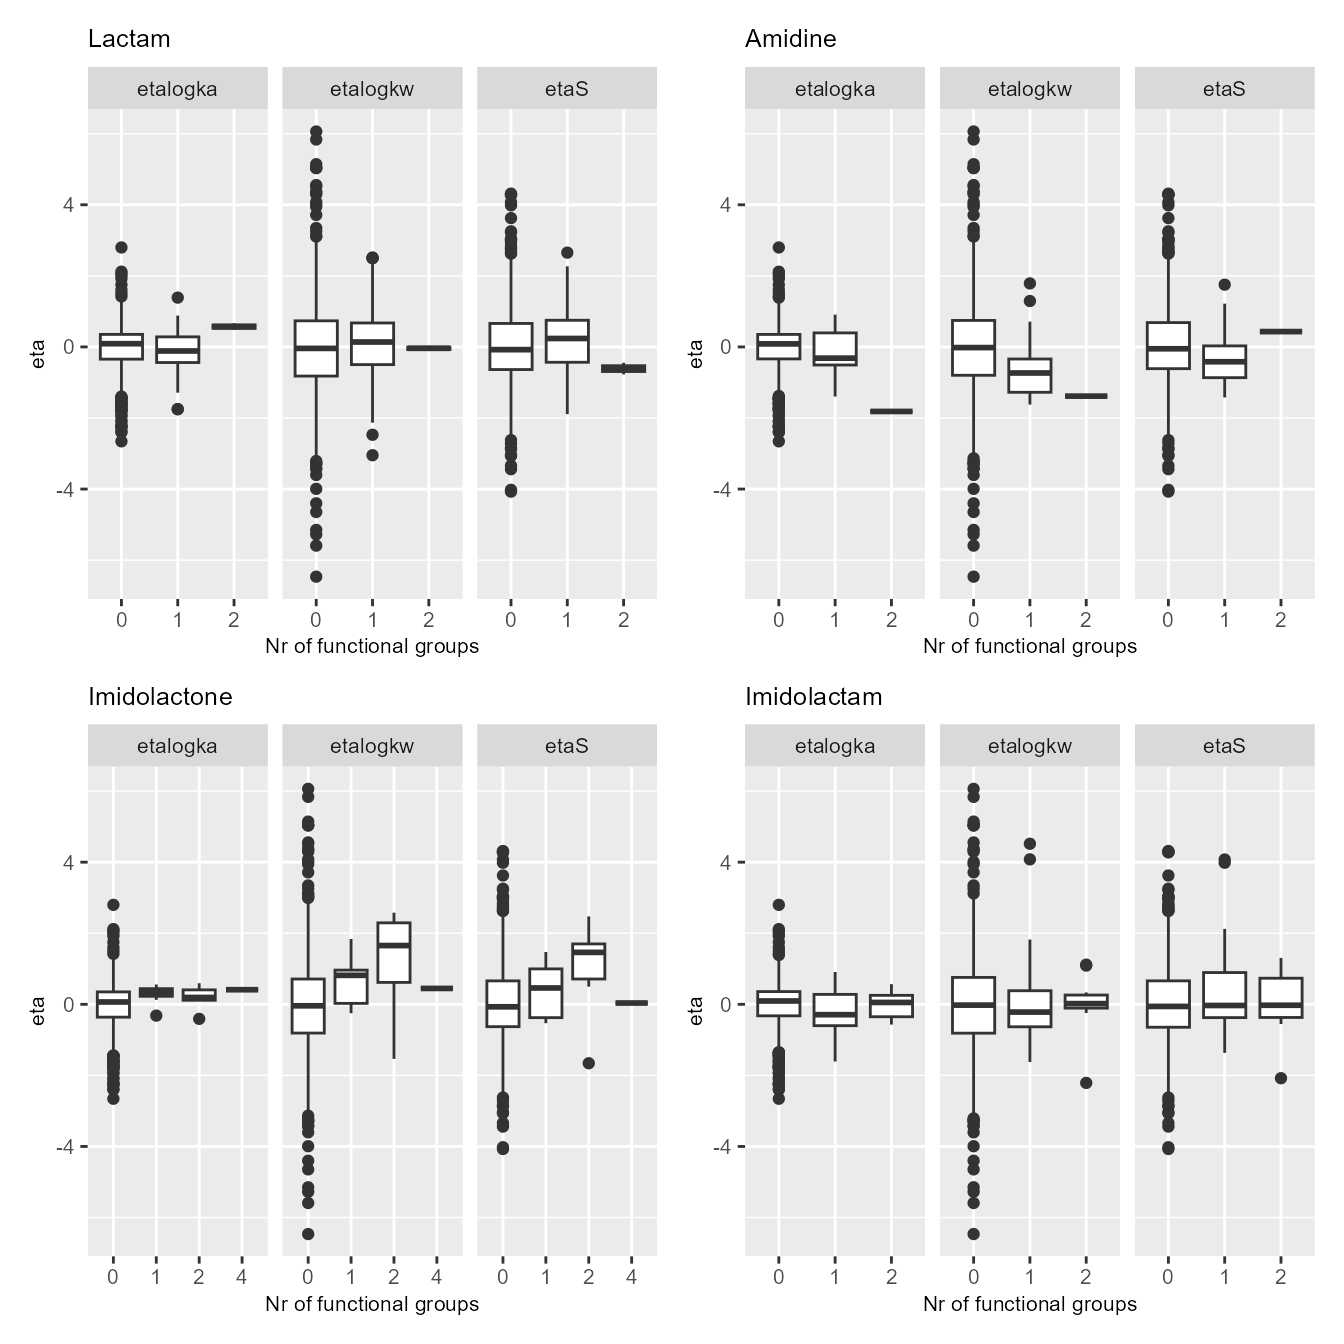 Lactam
etalogka etalogkw etaS
4
0
-4
eta
0 1 2 0 1 2 0 1 2
Nr of functional groups
Amidine
etalogka etalogkw etaS
4
0
-4
eta
0 1 2 0 1 2 0 1 2
Nr of functional groups
Imidolactone
etalogka etalogkw etaS
4
0
-4
eta
0 1 2 4 0 1 2 4 0 1 2 4
Nr of functional groups
Imidolactam
etalogka etalogkw etaS
4
0
-4
eta
0 1 2 0 1 2 0 1 2
Nr of functional groups